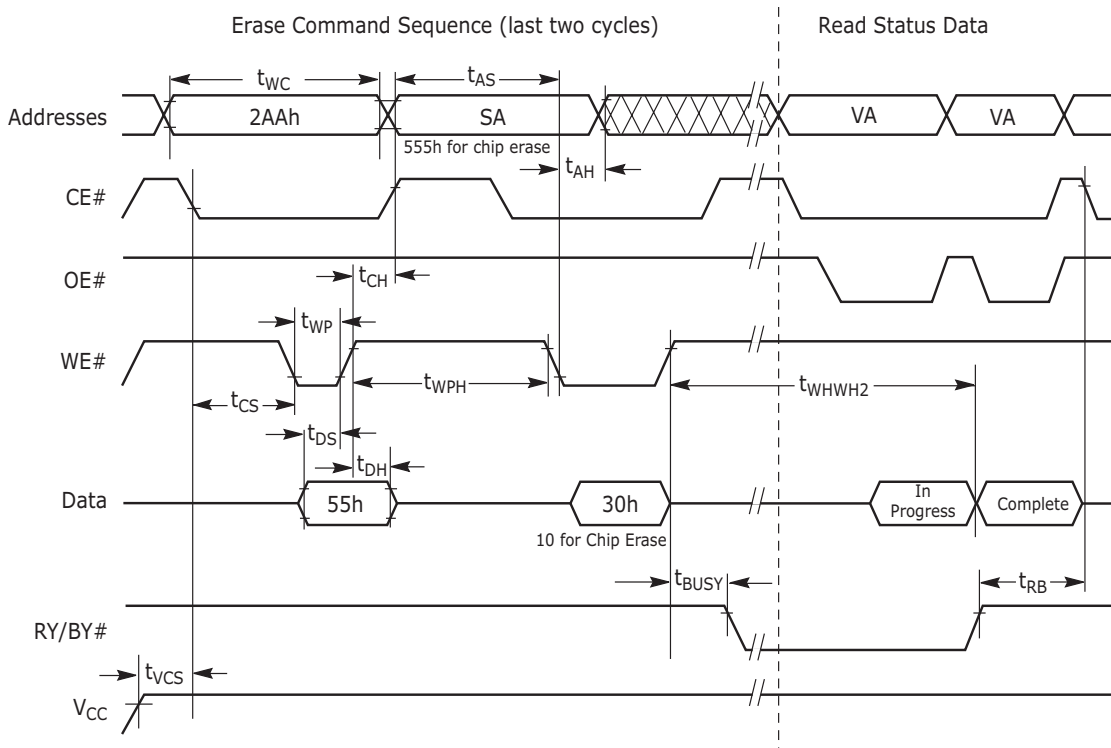 Erase Command Sequence (last two cycles)
Read Status Data
tWC
tAS
Addresses
2AAh
SA
VA
VA
555h for chip erase
tAH
CE#
OE#
tCH
tWP
WE#
tWPH
tWHWH2
tCS
tDS
tDH
Data
55h
30h
In
Progress
Complete
10 for Chip Erase
tBUSY
tRB
RY/BY#
tVCS
VCC